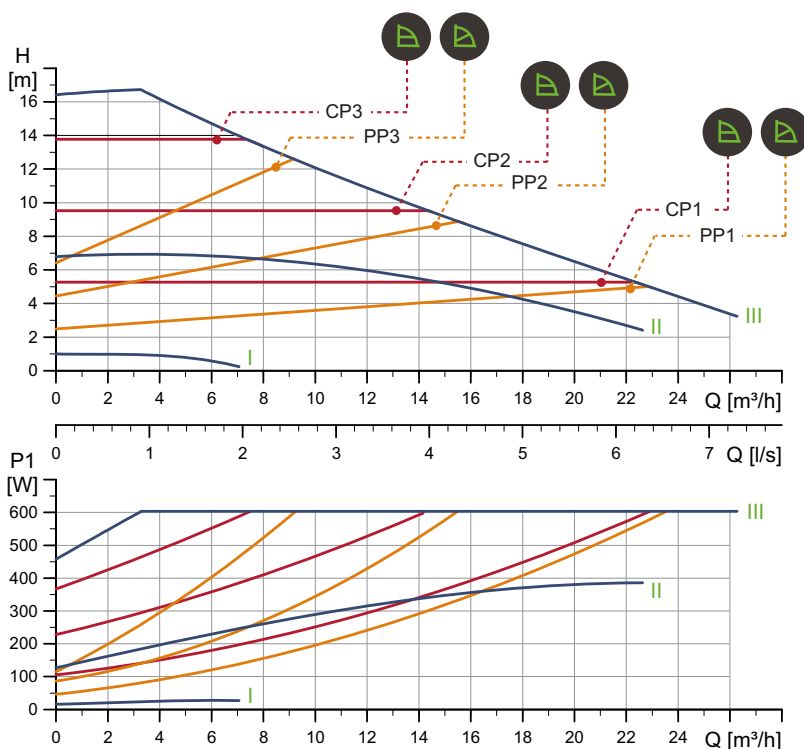 H
[m]
16
14
12
10
8
6
4
2
0
CP3
PP3
CP2
PP2
CP1
PP1
I
II
III
0 2 4 6 8 10 12 14 16 18 20 22 24
Q [m³/h]
0 1 2 3 4 5 6 7
Q [l/s]
P1
[W]
600
500
400
300
200
100
0
III
II
I
0 2 4 6 8 10 12 14 16 18 20 22 24
Q [m³/h]